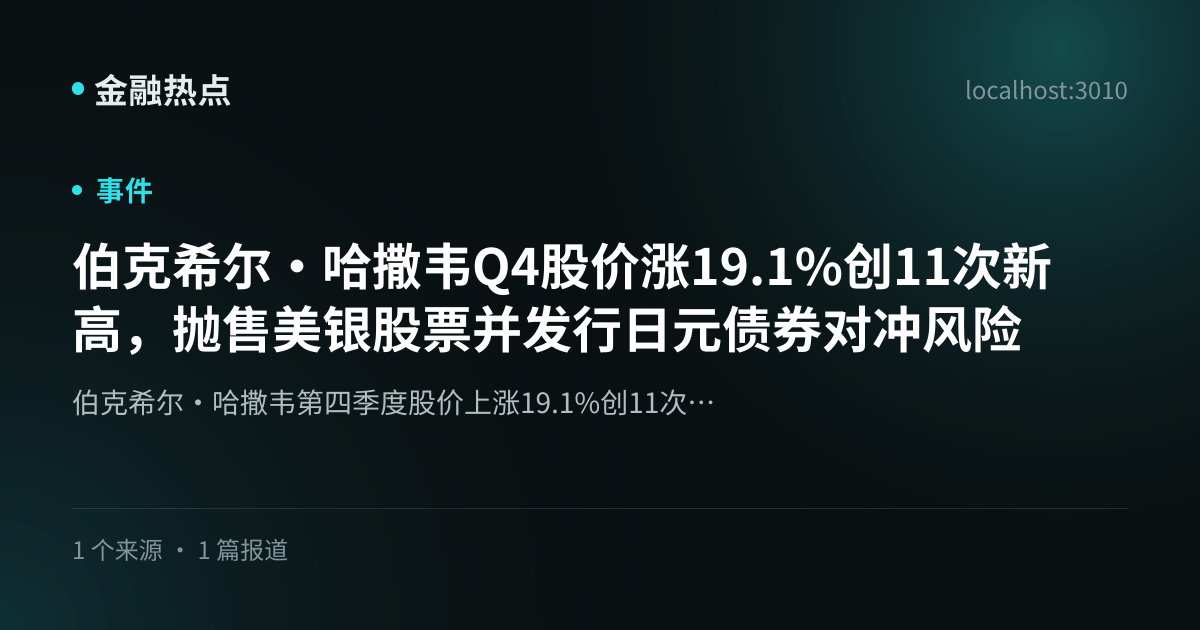 金融热点
localhost:3010
事件
伯克希尔·哈撒韦Q4股价涨19.1%创11次新
高，抛售美银股票并发行日元债券对冲风险
伯克希尔·哈撒韦第四季度股价上涨19.1%创11次…
1 个来源 · 1 篇报道